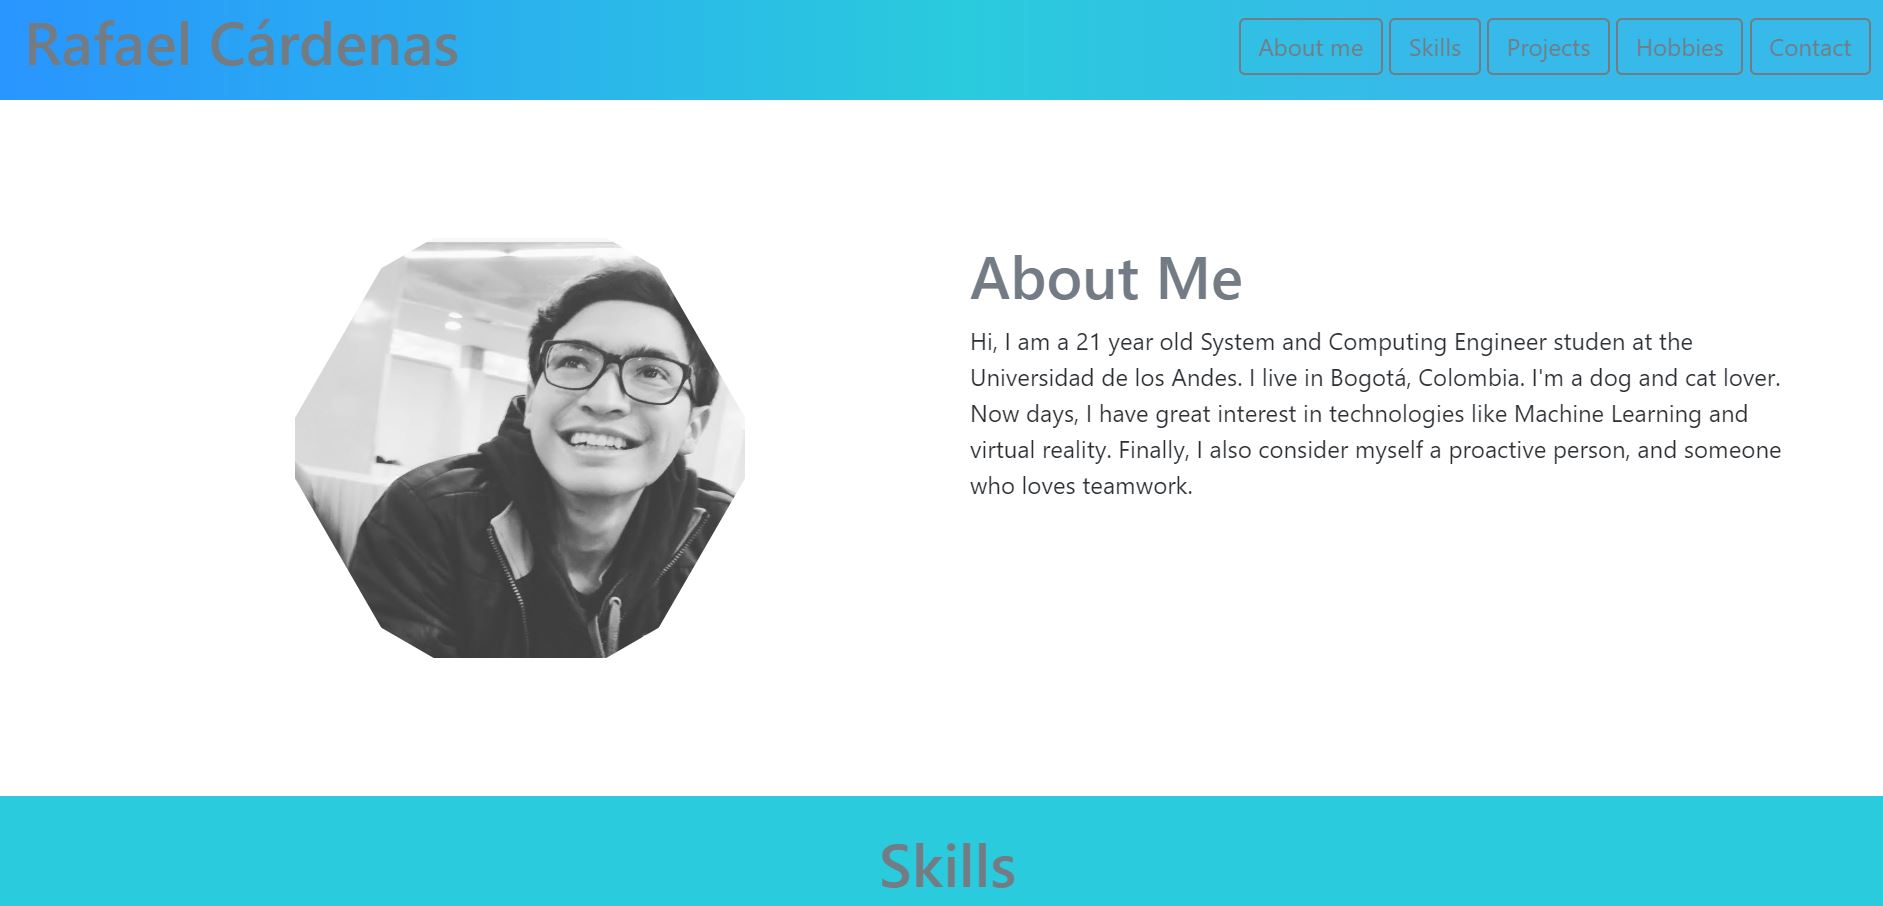 Rafael Cárdenas
About me
Skills
Projects
Hobbies
Contact
About Me
Hi, I am a 21 year old System and Computing Engineer studen at the
Universidad de los Andes. I live in Bogotá, Colombia. I'm a dog and cat lover.
Now days, I have great interest in technologies like Machine Learning and
virtual reality. Finally, I also consider myself a proactive person, and someone
who loves teamwork.
Skills